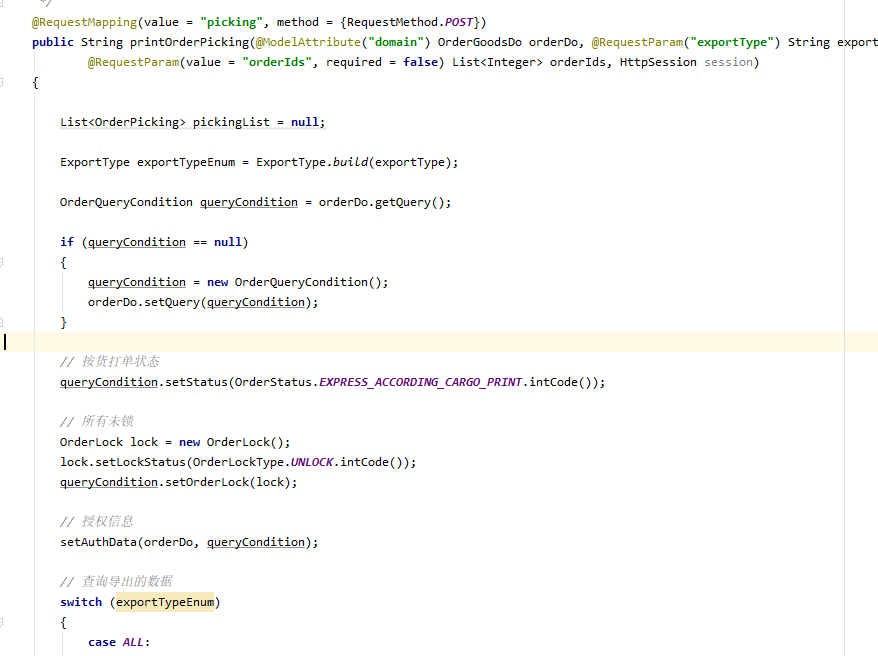 */
@RequestMapping(value = "picking", method = {RequestMethod.POST})
public String printOrderPicking(@ModelAttribute("domain") OrderGoodsDo orderDo, @RequestParam("exportType") String export
@RequestParam(value = "orderIds", required = false) List<Integer> orderIds, HttpSession session)
{
List<OrderPicking> pickingList = null;
ExportType exportTypeEnum = ExportType.build(exportType);
OrderQueryCondition queryCondition = orderDo.getQuery();
if (queryCondition == null)
{
queryCondition = new OrderQueryCondition();
orderDo.setQuery(queryCondition);
}
// 按货打单状态
queryCondition.setStatus(OrderStatus.EXPRESS_ACCORDING_CARGO_PRINT.intCode());
// 所有未锁
OrderLock lock = new OrderLock();
lock.setLockStatus(OrderLockType.UNLOCK.intCode());
queryCondition.setOrderLock(lock);
// 授权信息
setAuthData(orderDo, queryCondition);
// 查询导出的数据
switch (exportTypeEnum)
{
case ALL: